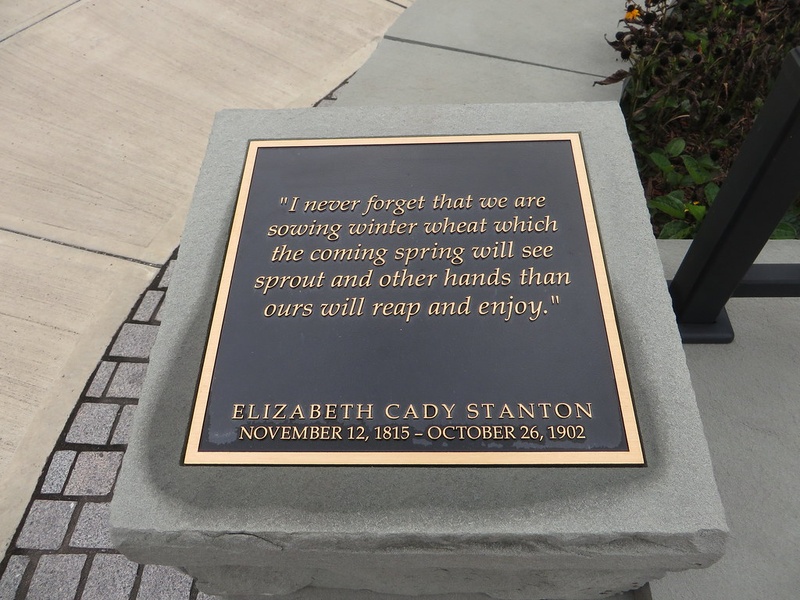 "I never forget that we are
sowing winter wheat which
the coming spring will see
sprout and other hands than
ours will reap and enjoy."
ELIZABETH CADY STANTON
NOVEMBER 12, 1815 – OCTOBER 26, 1902